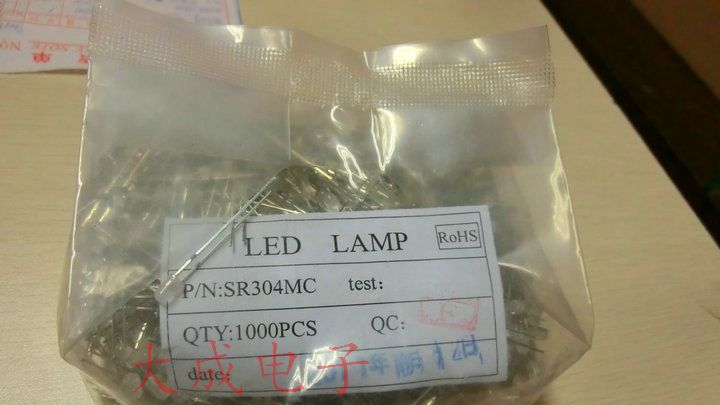 LED LAMP RoHS
P/N:SR304MC test:
QTY:1000PCS QC:
date:
大成电子